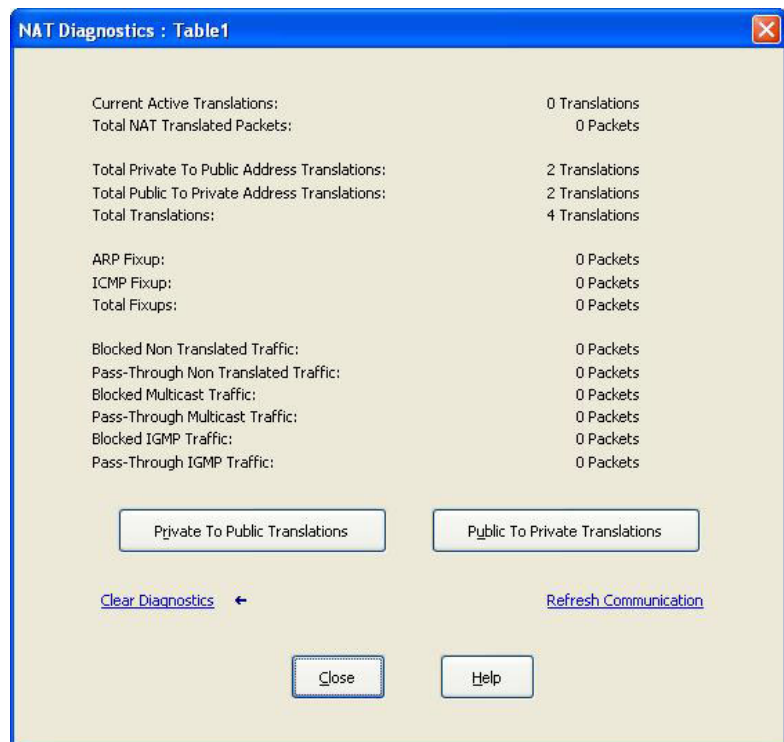 NAT Diagnostics : Table1
Current Active Translations: 0 Translations
Total NAT Translated Packets: 0 Packets
Total Private To Public Address Translations: 2 Translations
Total Public To Private Address Translations: 2 Translations
Total Translations: 4 Translations
ARP Fixup: 0 Packets
ICMP Fixup: 0 Packets
Total Fixups: 0 Packets
Blocked Non Translated Traffic: 0 Packets
Pass-Through Non Translated Traffic: 0 Packets
Blocked Multicast Traffic: 0 Packets
Pass-Through Multicast Traffic: 0 Packets
Blocked IGMP Traffic: 0 Packets
Pass-Through IGMP Traffic: 0 Packets
Private To Public Translations Public To Private Translations
Clear Diagnostics ← Refresh Communication
Close Help